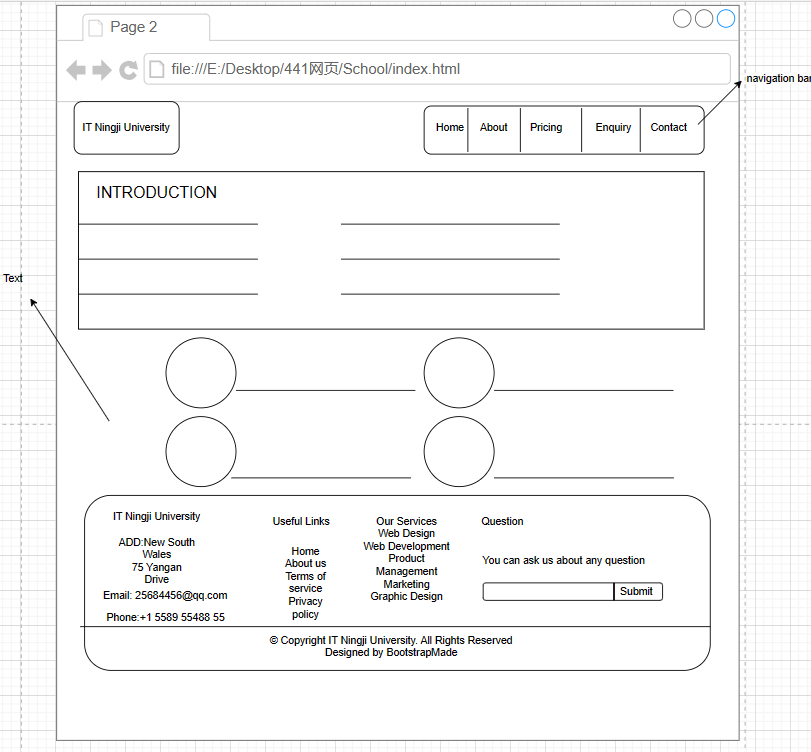 Page 2
file:///E:/Desktop/441网页/School/index.html
navigation bar
IT Ningji University
Home
About
Pricing
Enquiry
Contact
INTRODUCTION
Text
IT Ningji University
ADD:New South
Wales
75 Yangan
Drive
Email: 25684456@qq.com
Phone:+1 5589 55488 55
Useful Links
Home
About us
Terms of
service
Privacy
policy
Our Services
Web Design
Web Development
Product
Management
Marketing
Graphic Design
Question
You can ask us about any question
Submit
© Copyright IT Ningji University. All Rights Reserved
Designed by BootstrapMade